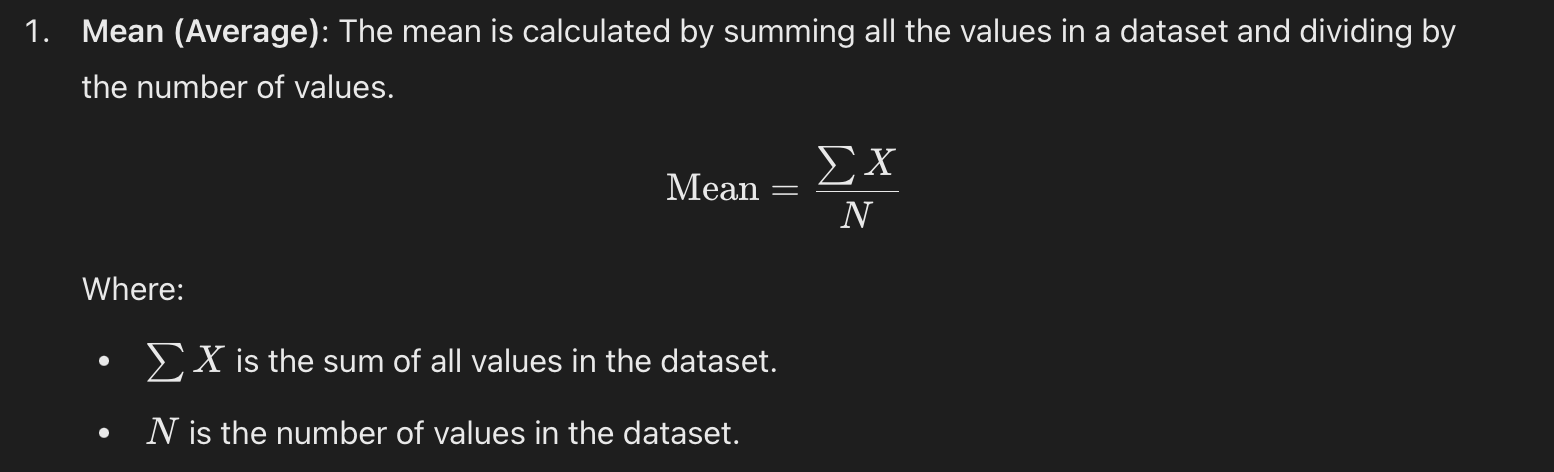 1. Mean (Average): The mean is calculated by summing all the values in a dataset and dividing by
the number of values.
Mean = ∑ X / N
Where:
• ∑ X is the sum of all values in the dataset.
• N is the number of values in the dataset.